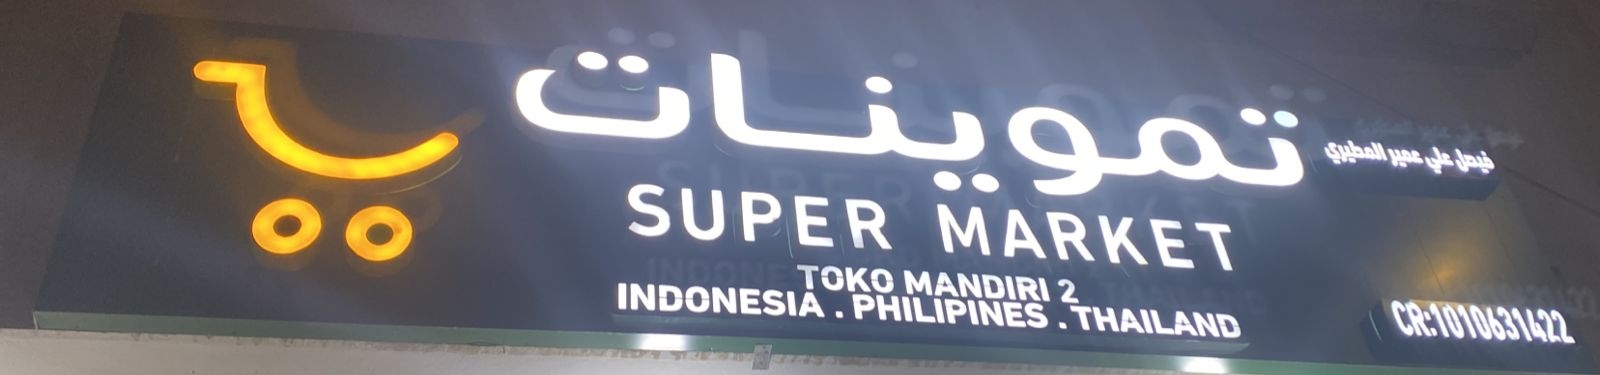 تموينات
فيصل علي عمير المطيري
SUPER MARKET
TOKO MANDIRI 2
INDONESIA . PHILIPINES . THAILAND
CR:1010631422